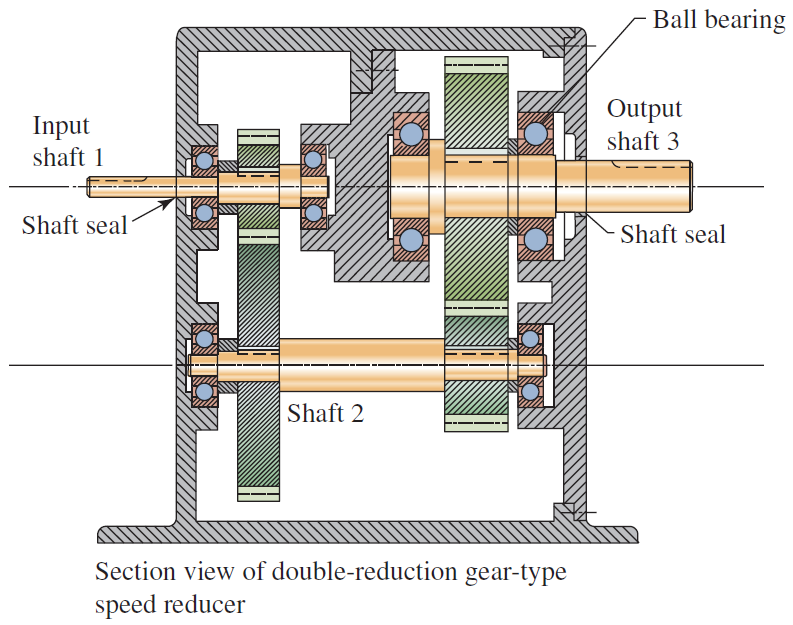 Ball bearing
Input
shaft 1
Output
shaft 3
Shaft seal
Shaft seal
Shaft 2
Section view of double-reduction gear-type
speed reducer